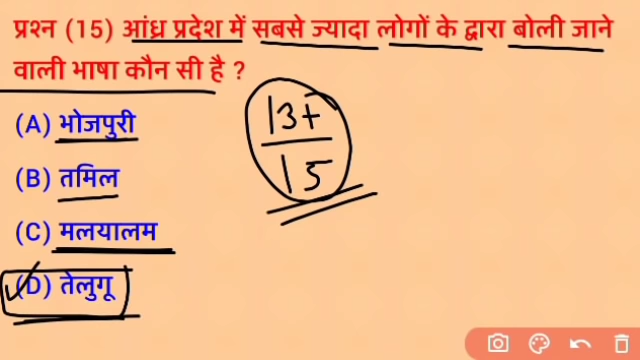 प्रश्न (15) आंध्र प्रदेश में सबसे ज्यादा लोगों के द्वारा बोली जाने
वाली भाषा कौन सी है ?
(A) भोजपुरी
(B) तमिल
(C) मलयालम
(D) तेलुगू
13+
15